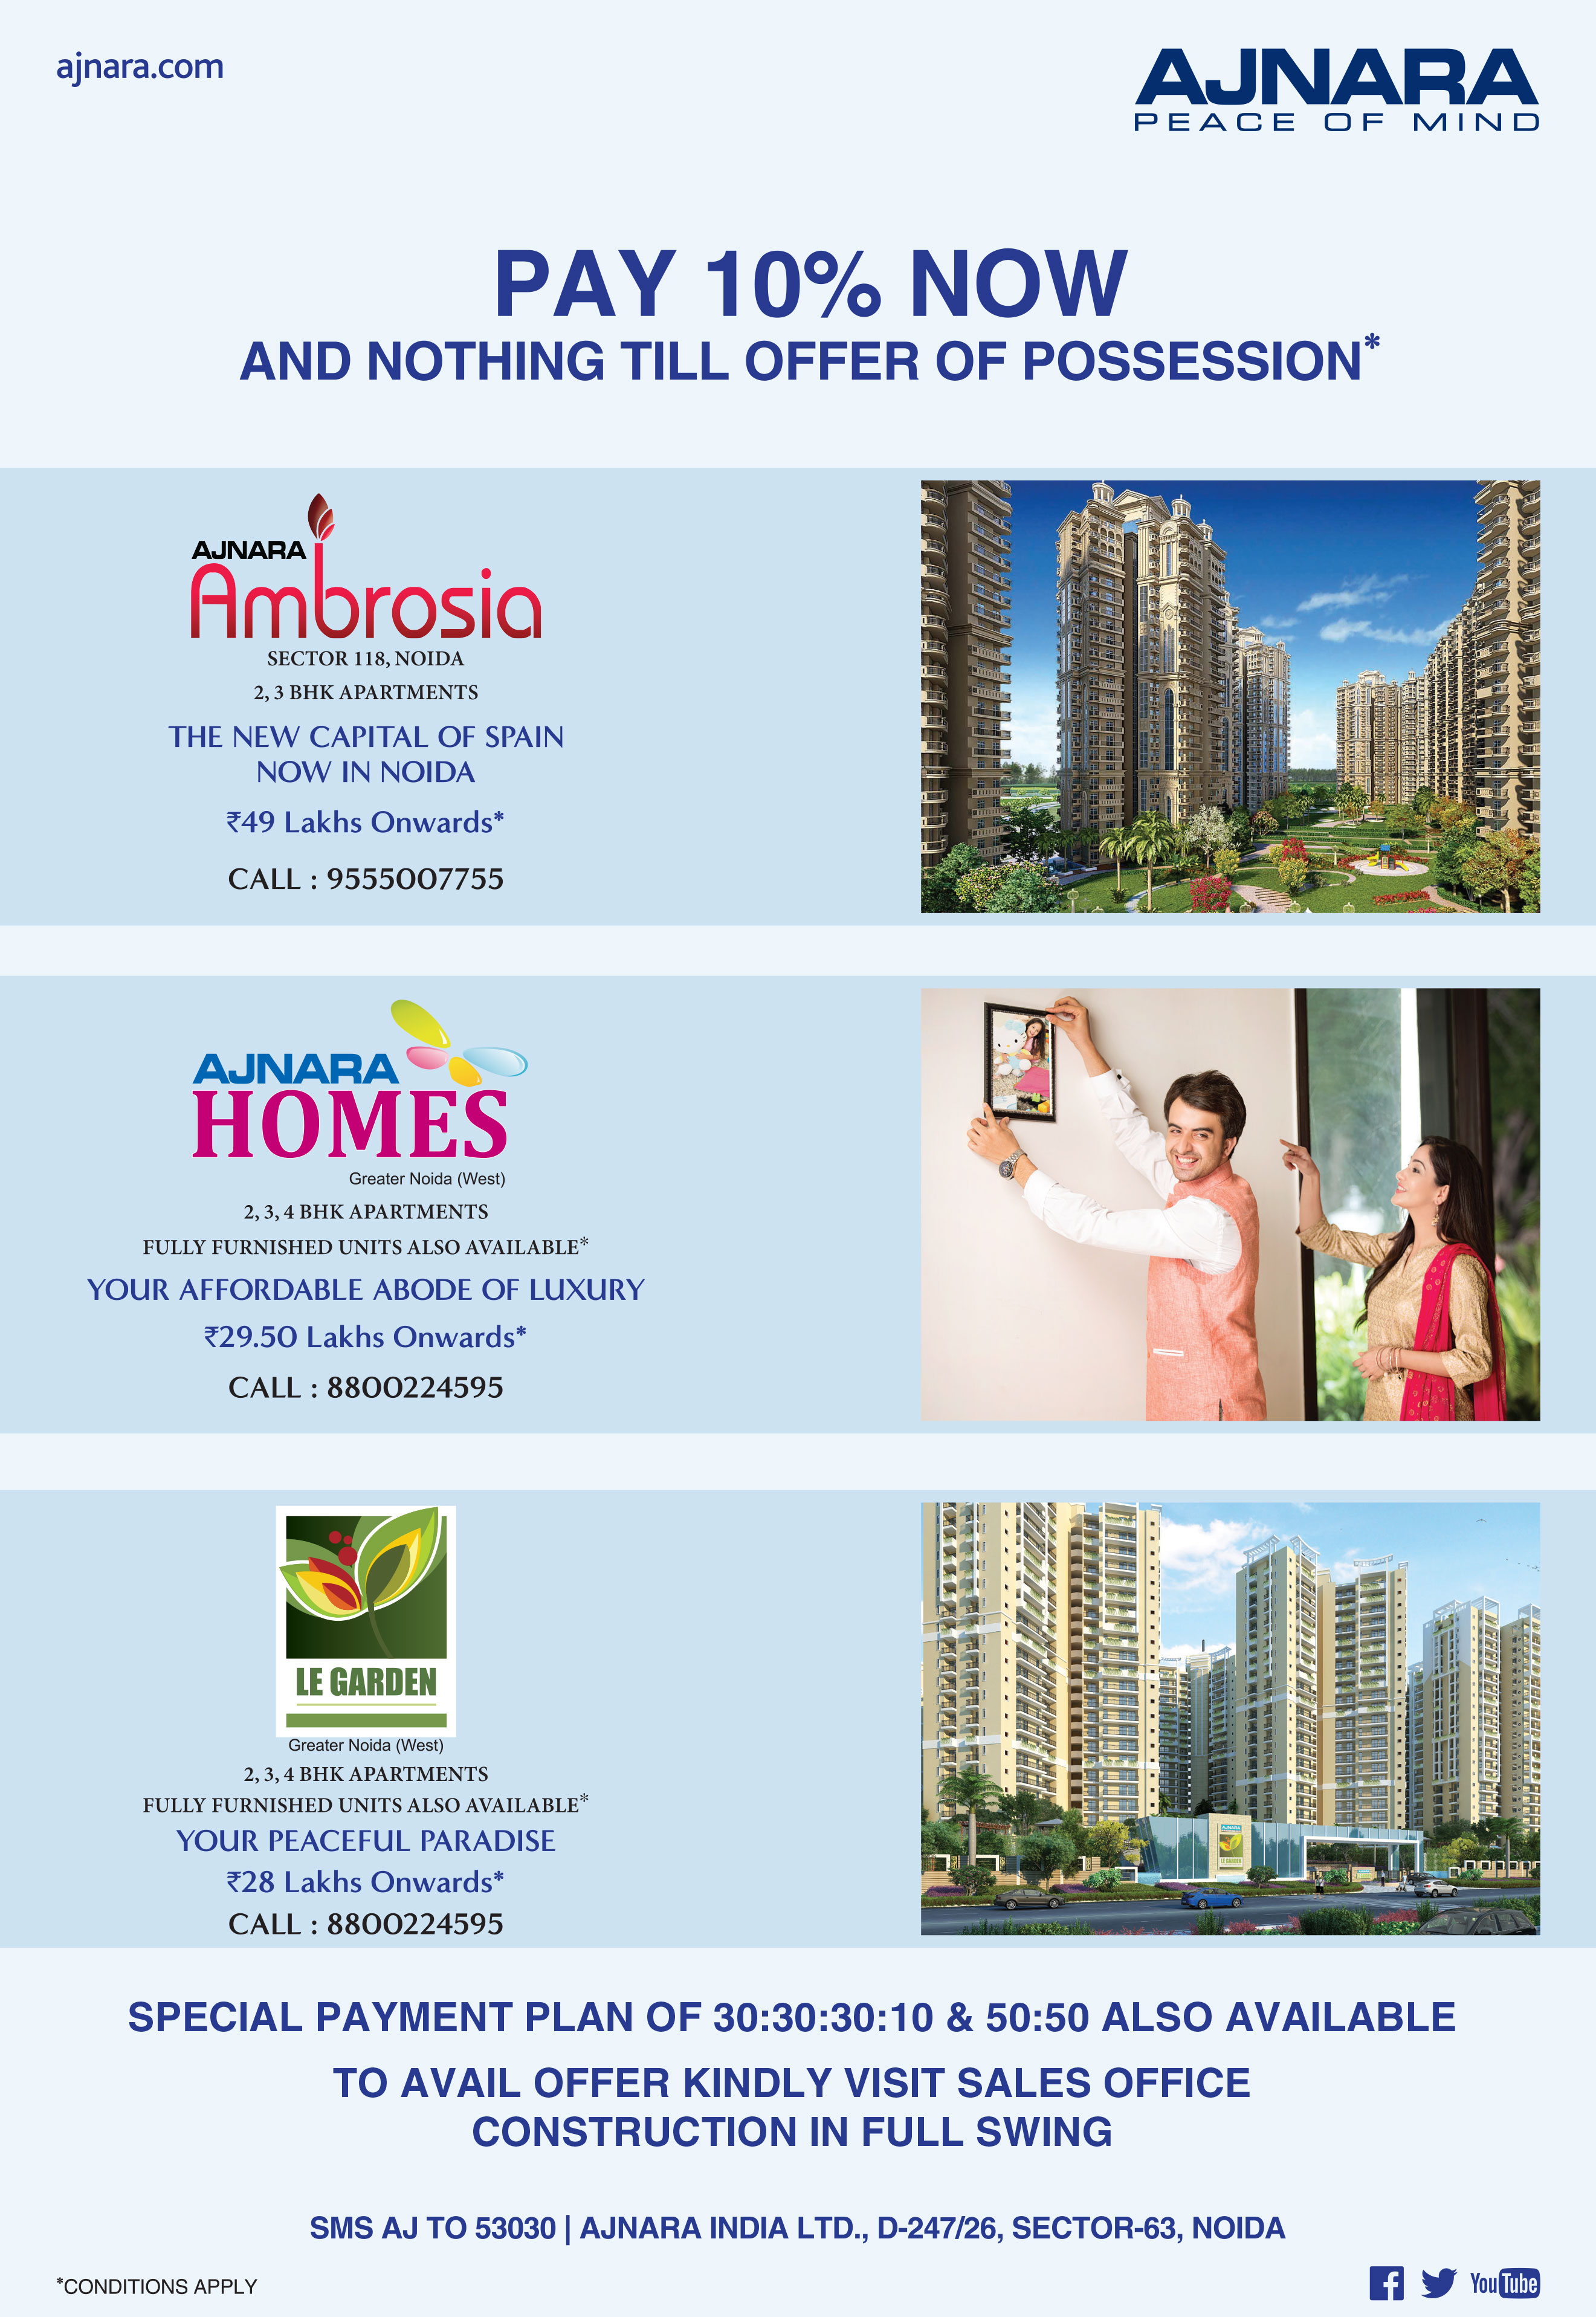 ajnara.com
AJNARA
PEACE OF MIND
PAY 10% NOW
AND NOTHING TILL OFFER OF POSSESSION*
AJNARA
Ambrosia
SECTOR 118, NOIDA
2, 3 BHK APARTMENTS
THE NEW CAPITAL OF SPAIN
NOW IN NOIDA
₹49 Lakhs Onwards*
CALL : 9555007755
AJNARA
HOMES
Greater Noida (West)
2, 3, 4 BHK APARTMENTS
FULLY FURNISHED UNITS ALSO AVAILABLE*
YOUR AFFORDABLE ABODE OF LUXURY
₹29.50 Lakhs Onwards*
CALL : 8800224595
LE GARDEN
Greater Noida (West)
2, 3, 4 BHK APARTMENTS
FULLY FURNISHED UNITS ALSO AVAILABLE*
YOUR PEACEFUL PARADISE
₹28 Lakhs Onwards*
CALL : 8800224595
AJNARA
LE GARDEN
SPECIAL PAYMENT PLAN OF 30:30:30:10 & 50:50 ALSO AVAILABLE
TO AVAIL OFFER KINDLY VISIT SALES OFFICE
CONSTRUCTION IN FULL SWING
SMS AJ TO 53030 | AJNARA INDIA LTD., D-247/26, SECTOR-63, NOIDA
*CONDITIONS APPLY
YouTube